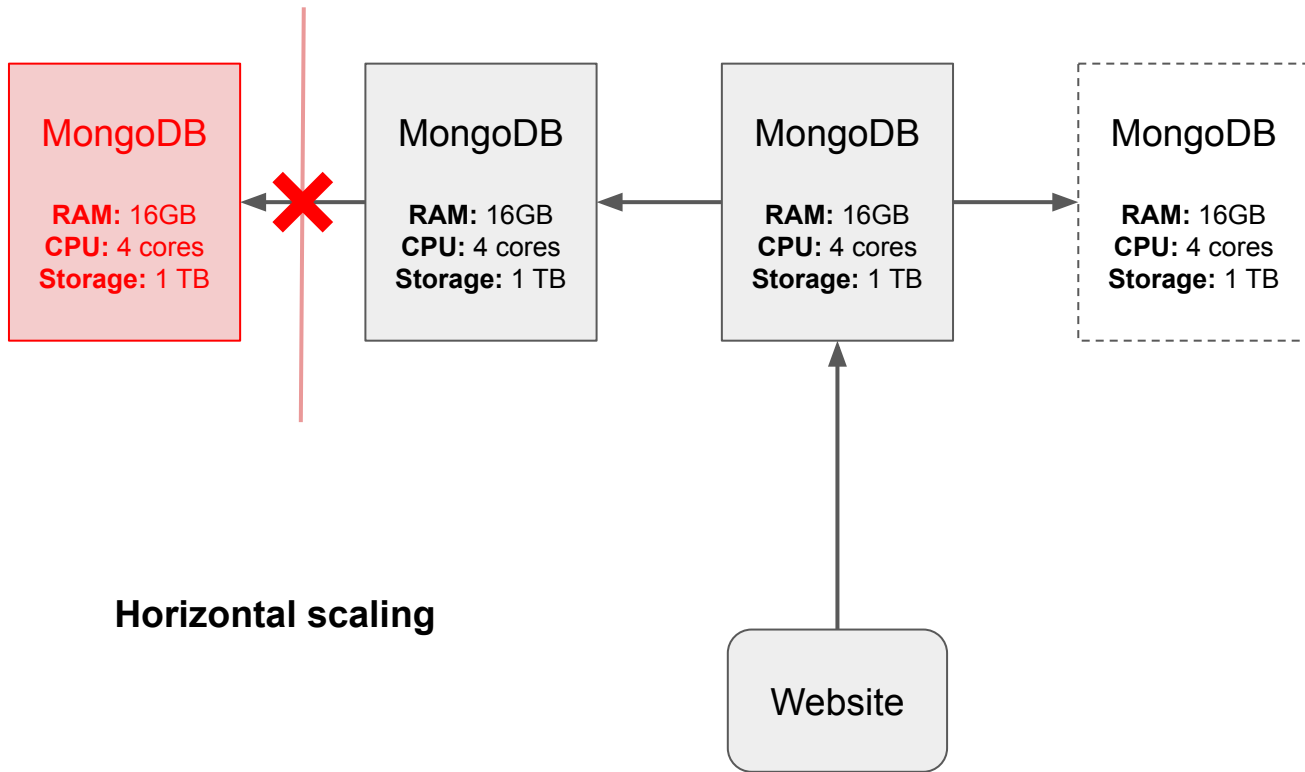 MongoDB
RAM: 16GB
CPU: 4 cores
Storage: 1 TB
MongoDB
RAM: 16GB
CPU: 4 cores
Storage: 1 TB
MongoDB
RAM: 16GB
CPU: 4 cores
Storage: 1 TB
MongoDB
RAM: 16GB
CPU: 4 cores
Storage: 1 TB
Horizontal scaling
Website